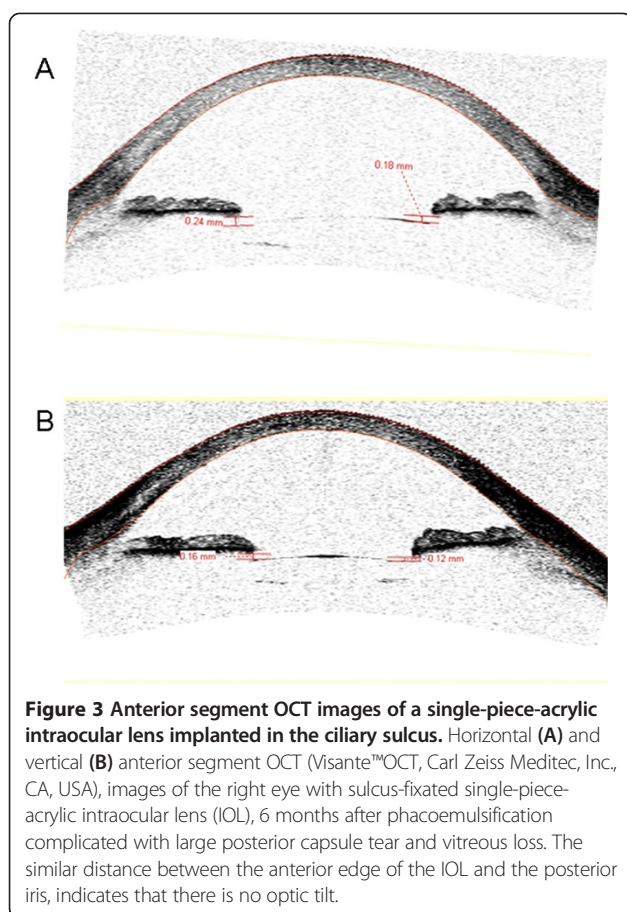 A
0.18 mm
0.24 mm
B
0.16 mm
0.12 mm
Figure 3 Anterior segment OCT images of a single-piece-acrylic
intraocular lens implanted in the ciliary sulcus. Horizontal (A) and
vertical (B) anterior segment OCT (Visante™OCT, Carl Zeiss Meditec, Inc.,
CA, USA), images of the right eye with sulcus-fixated single-piece-
acrylic intraocular lens (IOL), 6 months after phacoemulsification
complicated with large posterior capsule tear and vitreous loss. The
similar distance between the anterior edge of the IOL and the posterior
iris, indicates that there is no optic tilt.